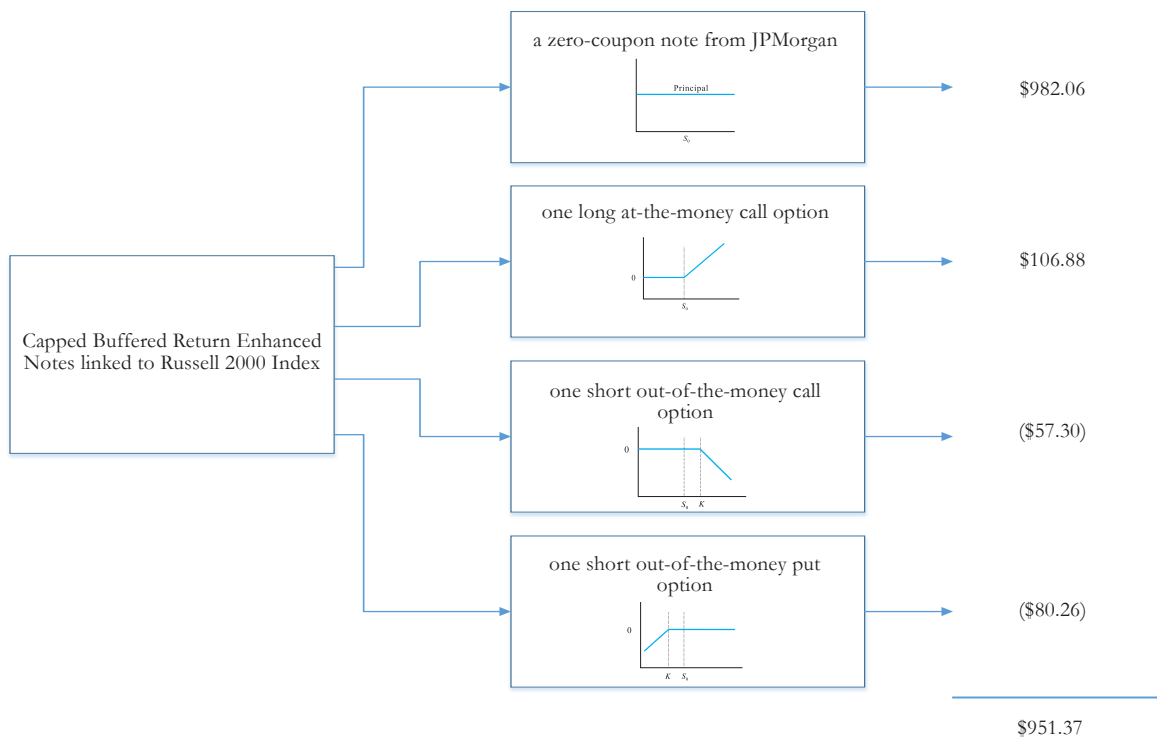 a zero-coupon note from JPMorgan
Principal
S₀
$982.06
one long at-the-money call option
0
S₀
$106.88
Capped Buffered Return Enhanced
Notes linked to Russell 2000 Index
one short out-of-the-money call
option
0
S₀ K
($57.30)
one short out-of-the-money put
option
0
K S₀
($80.26)
$951.37